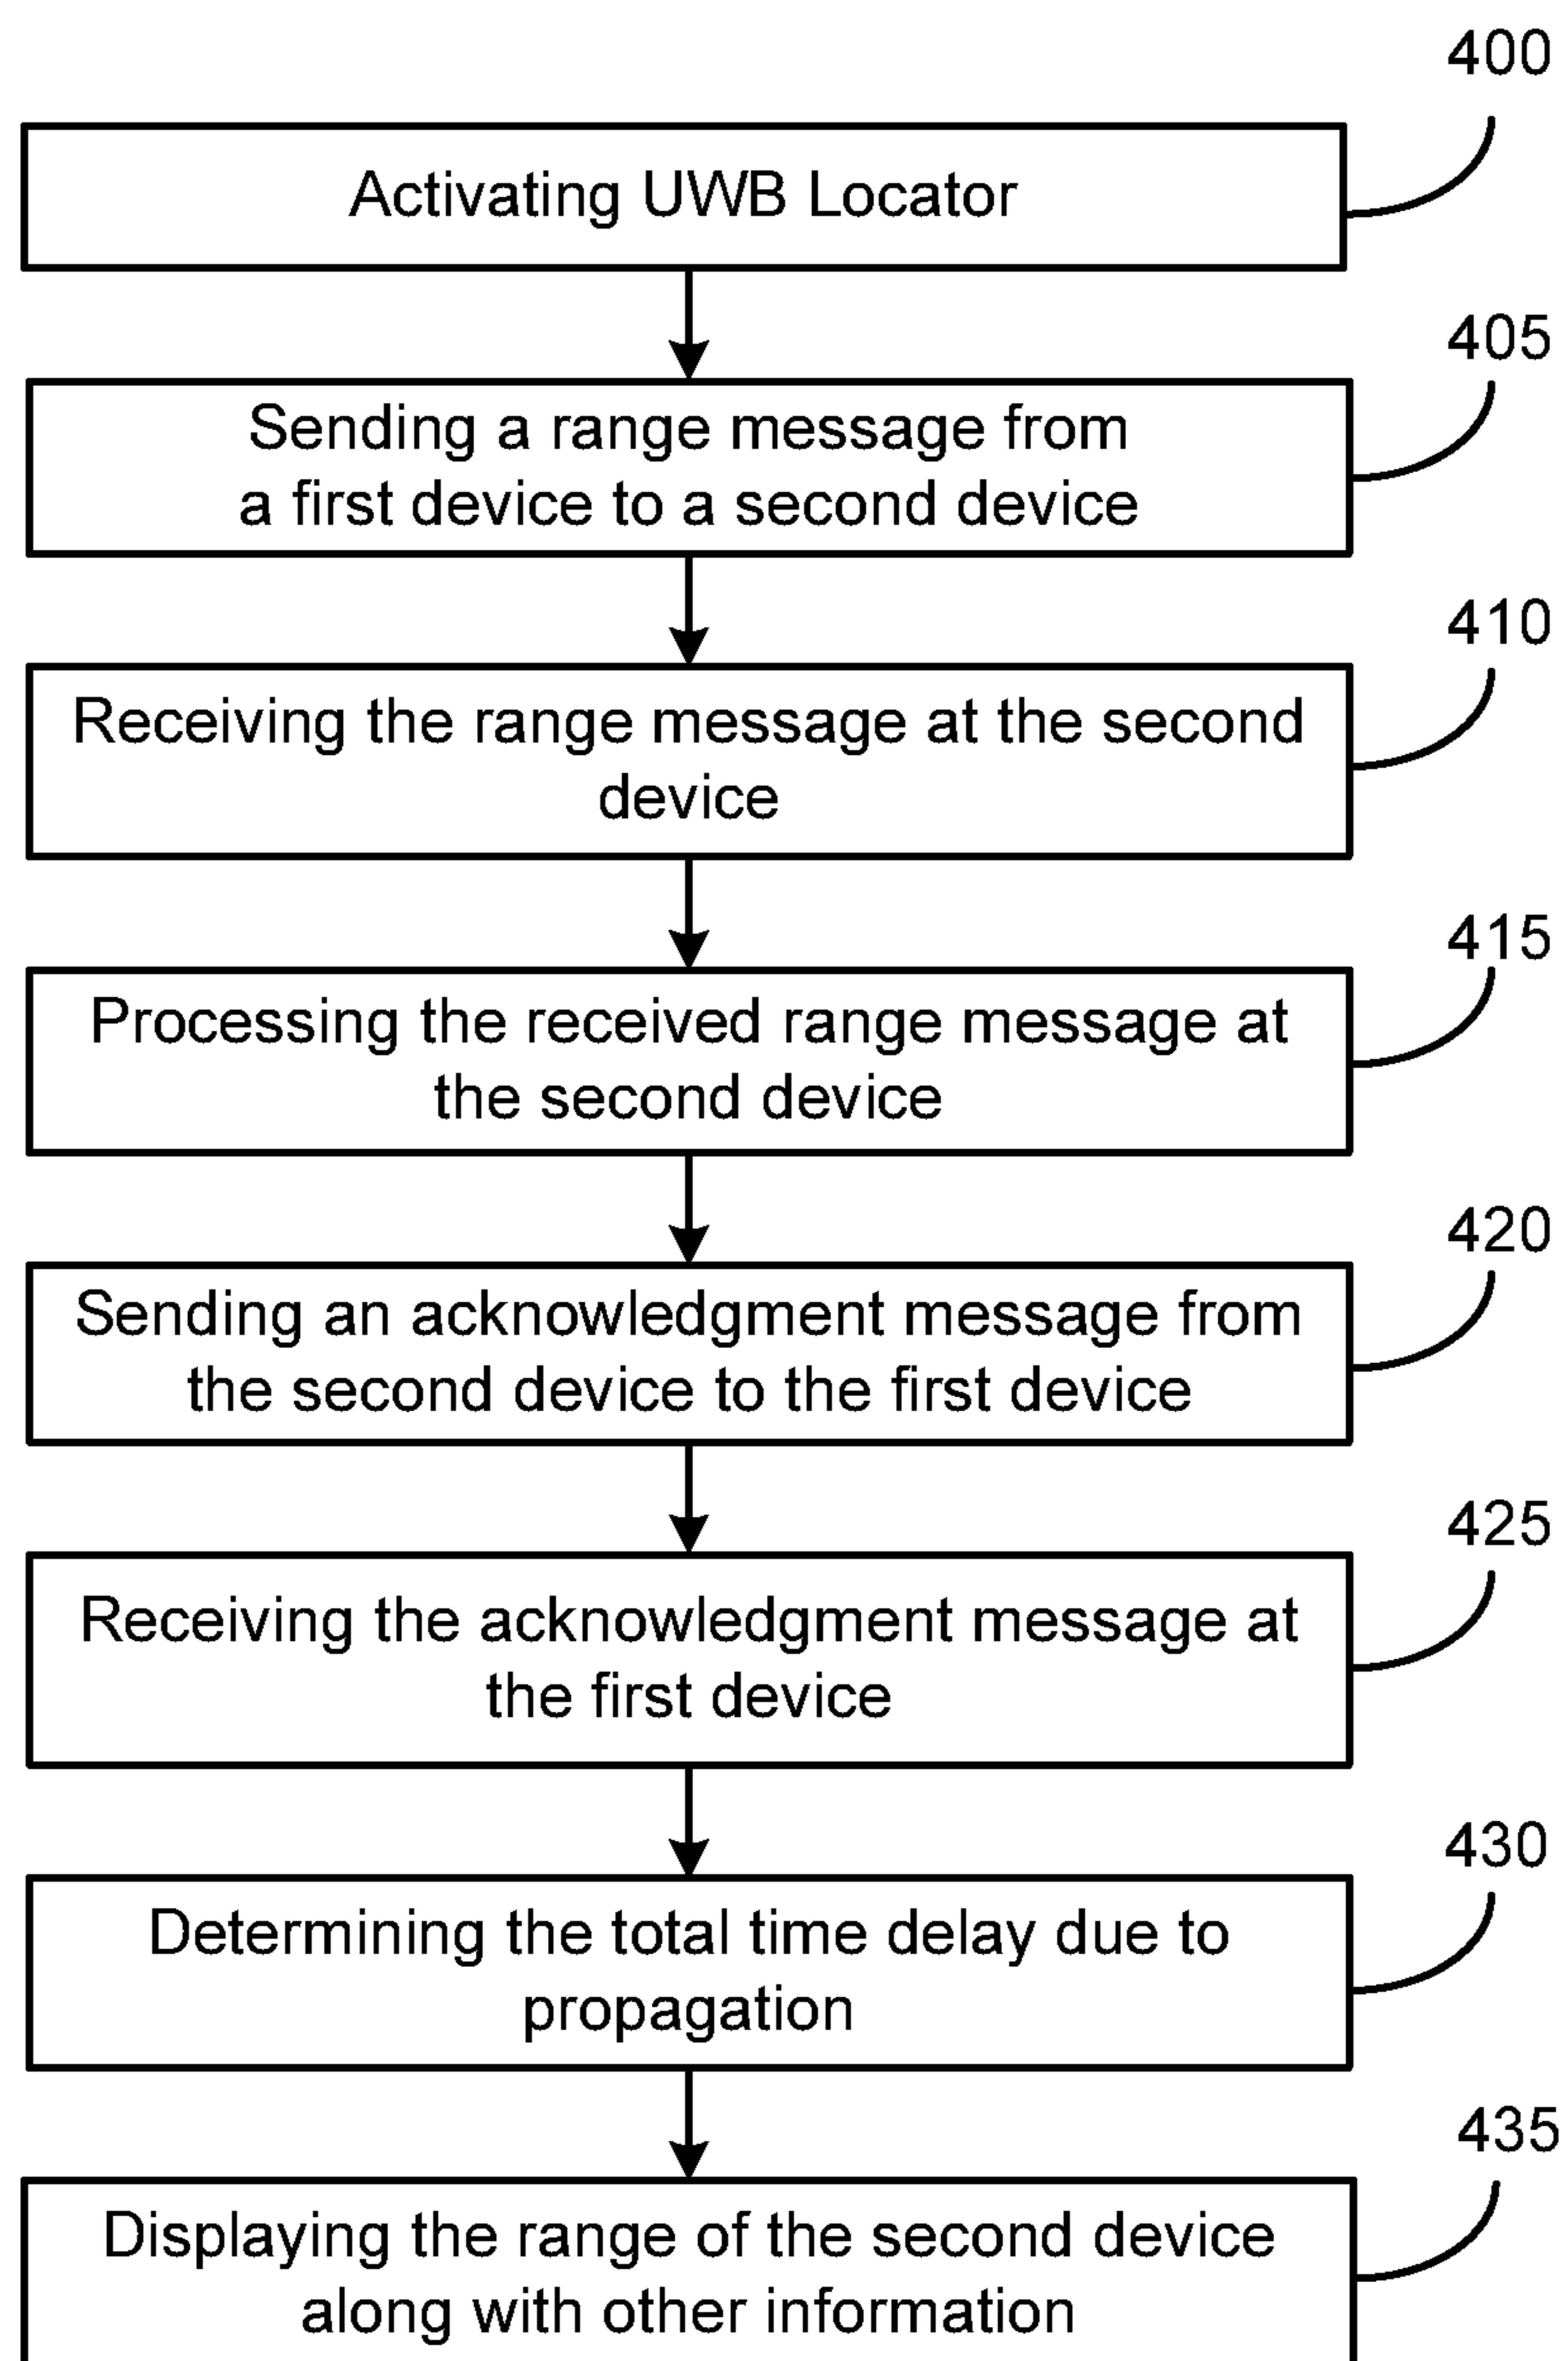 400
Activating UWB Locator
405
Sending a range message from
a first device to a second device
410
Receiving the range message at the second
device
415
Processing the received range message at
the second device
420
Sending an acknowledgment message from
the second device to the first device
425
Receiving the acknowledgment message at
the first device
430
Determining the total time delay due to
propagation
435
Displaying the range of the second device
along with other information